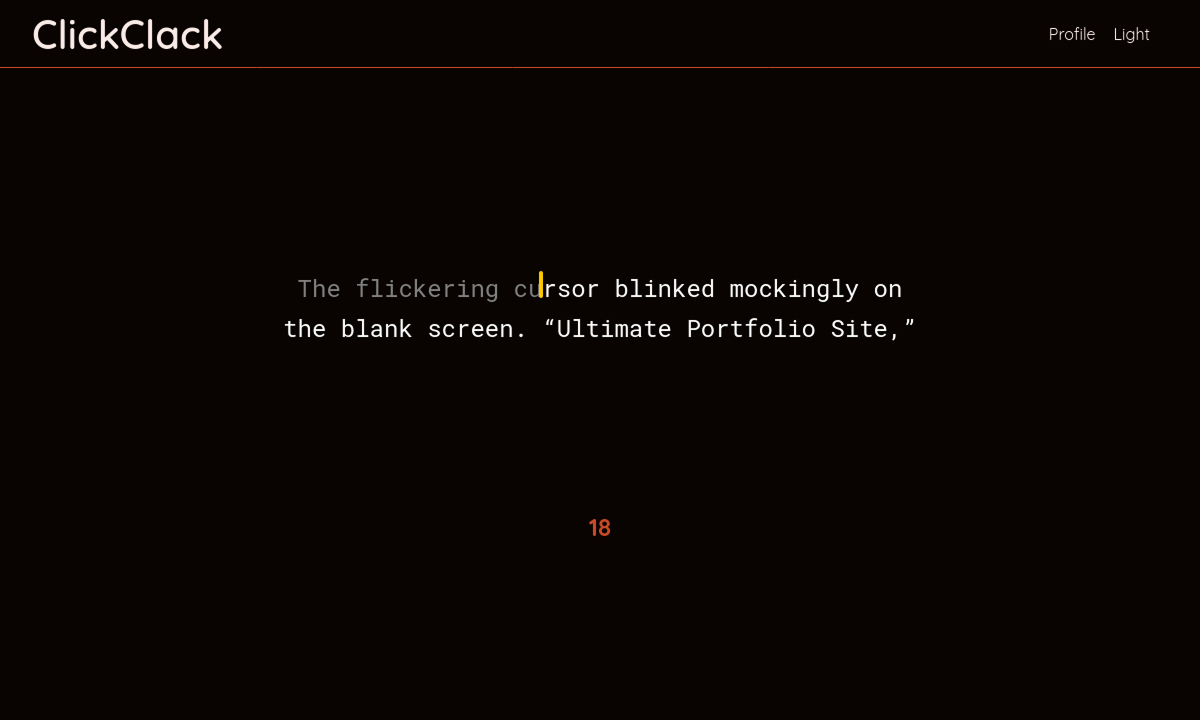 ClickClack
Profile Light
The flickering cursor blinked mockingly on
the blank screen. “Ultimate Portfolio Site,”
18